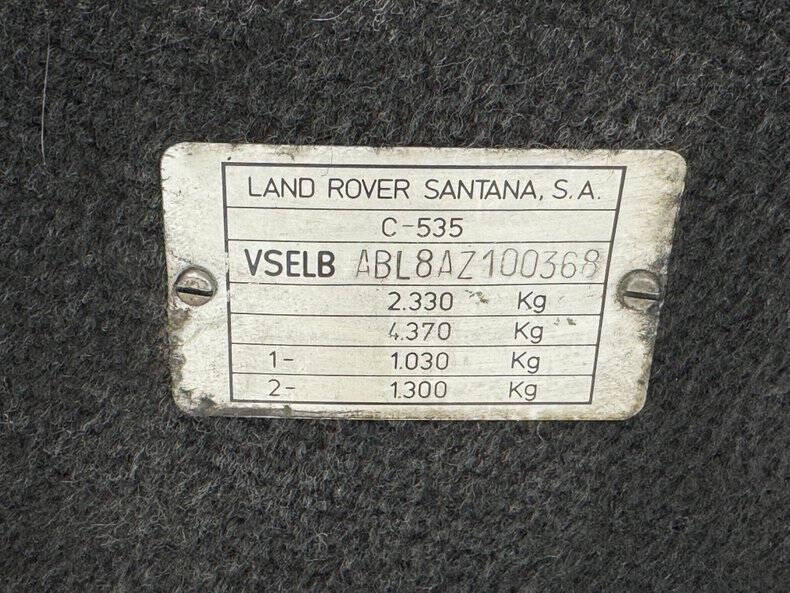 LAND ROVER SANTANA, S.A.
C-535
VSELB ABL8AZ100368
2.330 Kg
4.370 Kg
1- 1.030 Kg
2- 1.300 Kg